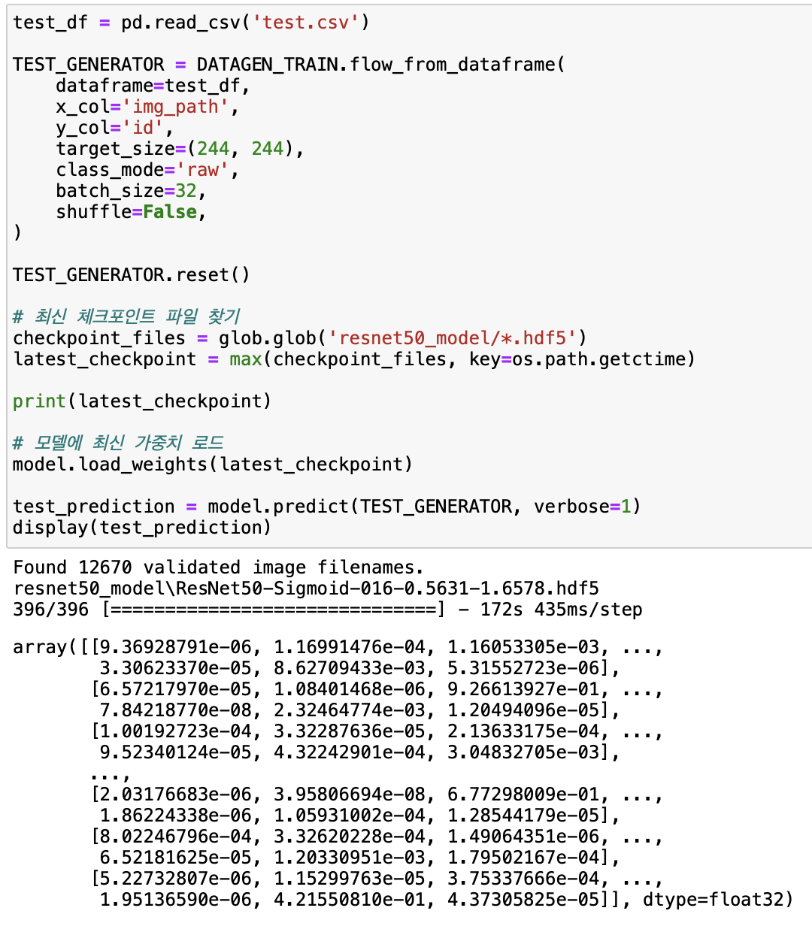 test_df = pd.read_csv('test.csv')
TEST_GENERATOR = DATAGEN_TRAIN.flow_from_dataframe(
    dataframe=test_df,
    x_col='img_path',
    y_col='id',
    target_size=(244, 244),
    class_mode='raw',
    batch_size=32,
    shuffle=False,
)
TEST_GENERATOR.reset()
# 최신 체크포인트 파일 찾기
checkpoint_files = glob.glob('resnet50_model/*.hdf5')
latest_checkpoint = max(checkpoint_files, key=os.path.getctime)
print(latest_checkpoint)
# 모델에 최신 가중치 로드
model.load_weights(latest_checkpoint)
test_prediction = model.predict(TEST_GENERATOR, verbose=1)
display(test_prediction)
Found 12670 validated image filenames.
resnet50_model\ResNet50-Sigmoid-016-0.5631-1.6578.hdf5
396/396 [==============================] - 172s 435ms/step
array([[9.36928791e-06, 1.16991476e-04, 1.16053305e-03, ...,
        3.30623370e-05, 8.62709433e-03, 5.31552723e-06],
       [6.57217970e-05, 1.08401468e-06, 9.26613927e-01, ...,
        7.84218770e-08, 2.32464774e-03, 1.20494096e-05],
       [1.00192723e-04, 3.32287636e-05, 2.13633175e-04, ...,
        9.52340124e-05, 4.32242901e-04, 3.04832705e-03],
       ...,
       [2.03176683e-06, 3.95806694e-08, 6.77298009e-01, ...,
        1.86224338e-06, 1.05931002e-04, 1.28544179e-05],
       [8.02246796e-04, 3.32620228e-04, 1.49064351e-06, ...,
        6.52181625e-05, 1.20330951e-03, 1.79502167e-04],
       [5.22732807e-06, 1.15299763e-05, 3.75337666e-04, ...,
        1.95136590e-06, 4.21550810e-01, 4.37305825e-05]], dtype=float32)